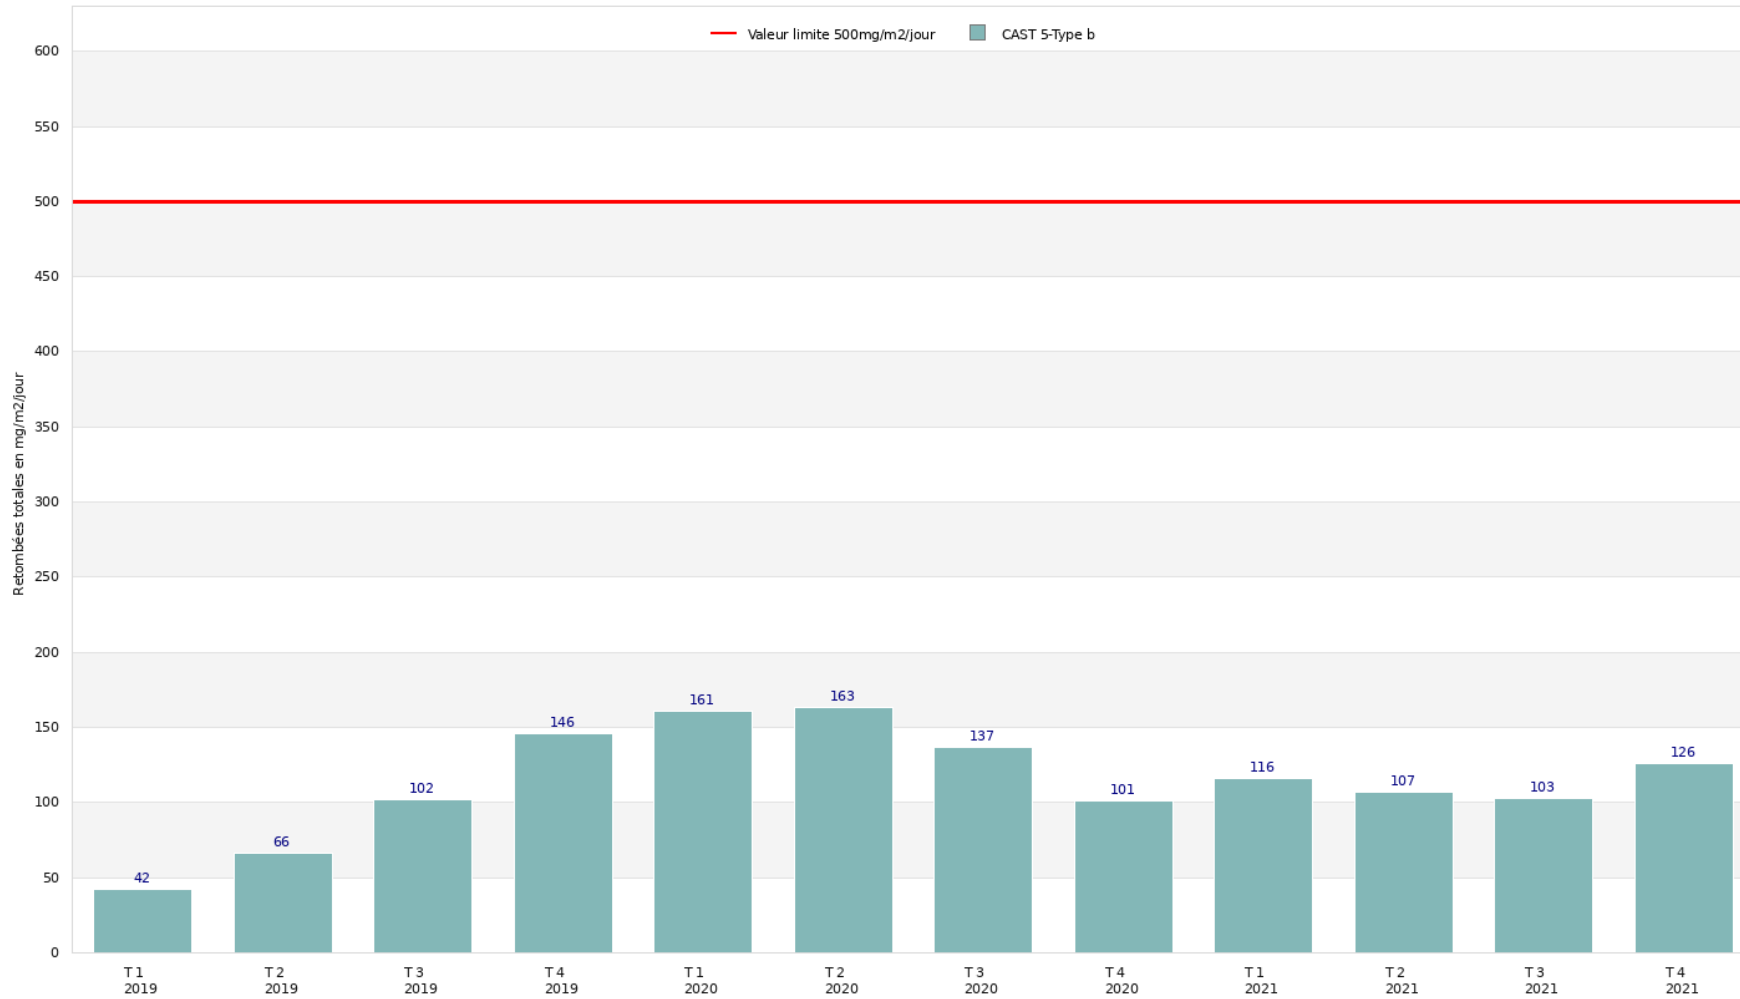 Valeur limite 500mg/m2/jour CAST 5-Type b
Retombées totales en mg/m2/jour
600
550
500
450
400
350
300
250
200
150
100
50
0
42
66
102
146
161
163
137
101
116
107
103
126
T 1
2019
T 2
2019
T 3
2019
T 4
2019
T 1
2020
T 2
2020
T 3
2020
T 4
2020
T 1
2021
T 2
2021
T 3
2021
T 4
2021